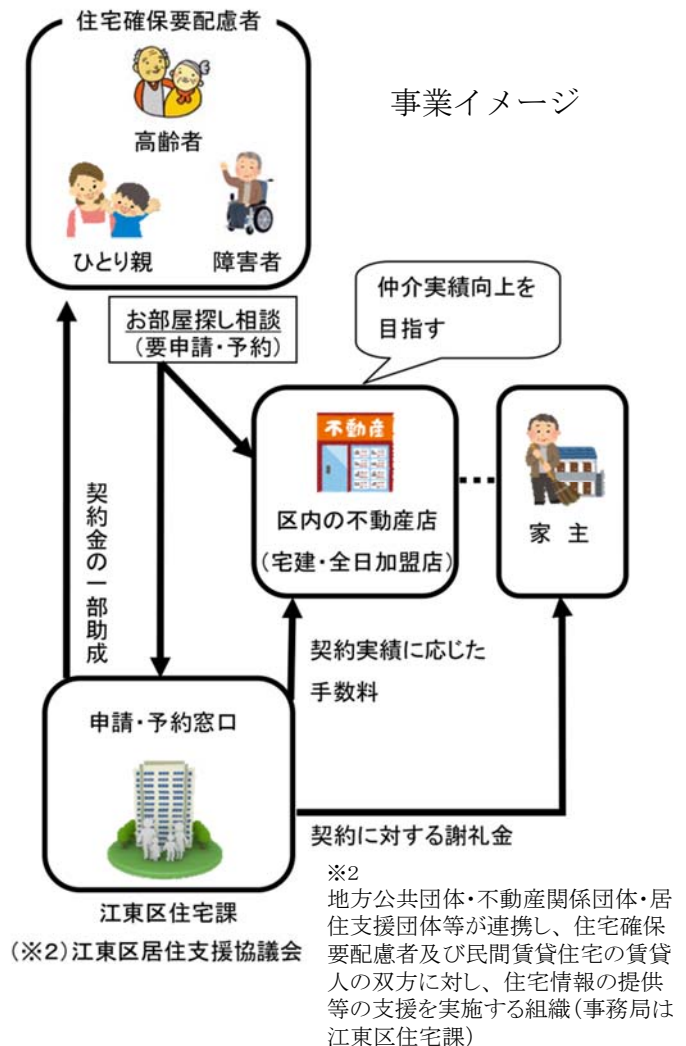 住宅確保要配慮者
高齢者
ひとり親
障害者
事業イメージ
お部屋探し相談
（要申請・予約）
仲介実績向上を
目指す
不動産
区内の不動産店
（宅建・全日加盟店）
家 主
契約金の一部助成
契約実績に応じた
手数料
申請・予約窓口
契約に対する謝礼金
江東区住宅課
（※2）江東区居住支援協議会
※2
地方公共団体・不動産関係団体・居
住支援団体等が連携し、住宅確保
要配慮者及び民間賃貸住宅の賃貸
人の双方に対し、住宅情報の提供
等の支援を実施する組織（事務局は
江東区住宅課）